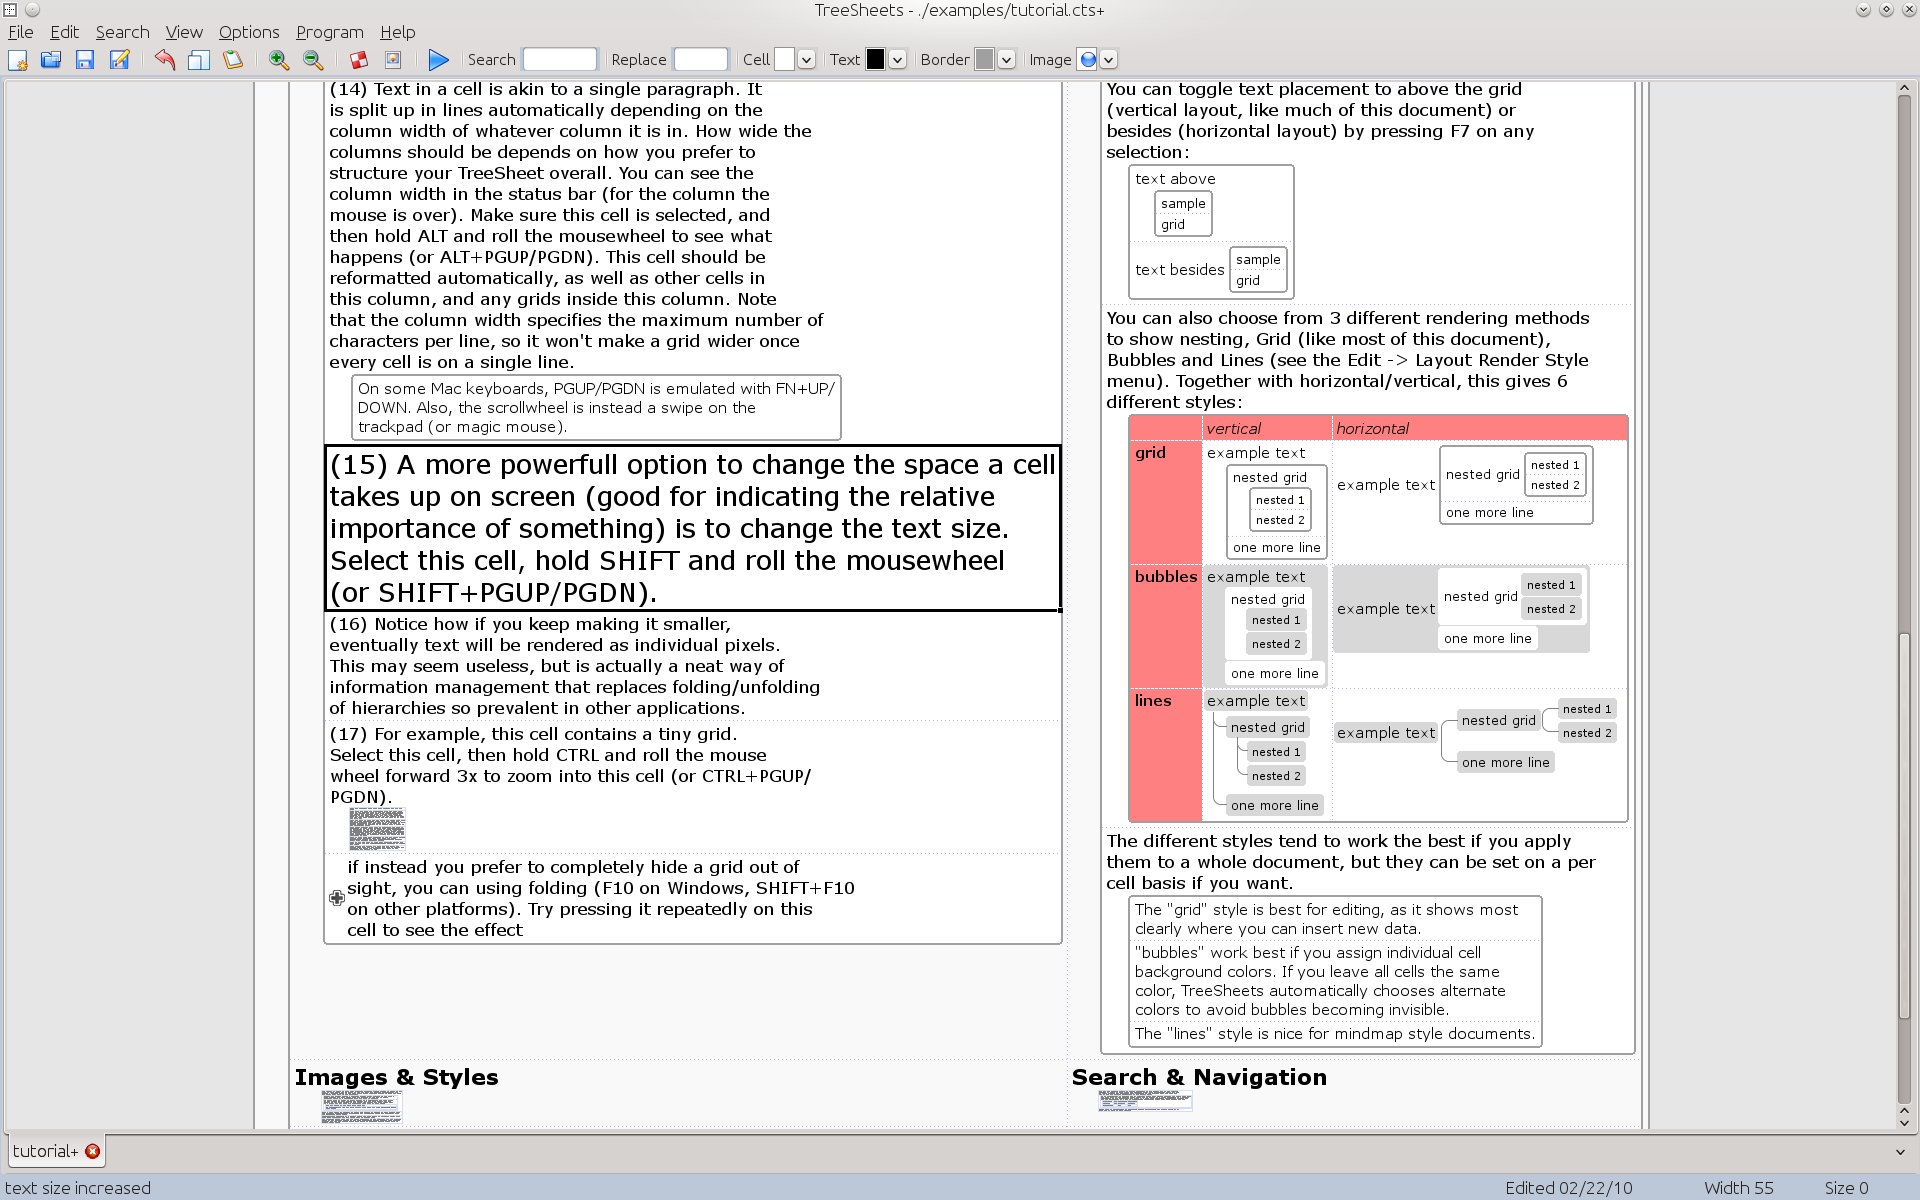 TreeSheets - ./examples/tutorial.cts+
File Edit Search View Options Program Help
Search Replace Cell Text Border Image
(14) Text in a cell is akin to a single paragraph. It
is split up in lines automatically depending on the
column width of whatever column it is in. How wide the
columns should be depends on how you prefer to
structure your TreeSheet overall. You can see the
column width in the status bar (for the column the
mouse is over). Make sure this cell is selected, and
then hold ALT and roll the mousewheel to see what
happens (or ALT+PGUP/PGDN). This cell should be
reformatted automatically, as well as other cells in
this column, and any grids inside this column. Note
that the column width specifies the maximum number of
characters per line, so it won't make a grid wider once
every cell is on a single line.
On some Mac keyboards, PGUP/PGDN is emulated with FN+UP/
DOWN. Also, the scrollwheel is instead a swipe on the
trackpad (or magic mouse).
(15) A more powerfull option to change the space a cell
takes up on screen (good for indicating the relative
importance of something) is to change the text size.
Select this cell, hold SHIFT and roll the mousewheel
(or SHIFT+PGUP/PGDN).
(16) Notice how if you keep making it smaller,
eventually text will be rendered as individual pixels.
This may seem useless, but is actually a neat way of
information management that replaces folding/unfolding
of hierarchies so prevalent in other applications.
(17) For example, this cell contains a tiny grid.
Select this cell, then hold CTRL and roll the mouse
wheel forward 3x to zoom into this cell (or CTRL+PGUP/
PGDN).
if instead you prefer to completely hide a grid out of
sight, you can using folding (F10 on Windows, SHIFT+F10
on other platforms). Try pressing it repeatedly on this
cell to see the effect
Images & Styles
You can toggle text placement to above the grid
(vertical layout, like much of this document) or
besides (horizontal layout) by pressing F7 on any
selection:
text above
sample
grid
text besides
sample
grid
You can also choose from 3 different rendering methods
to show nesting, Grid (like most of this document),
Bubbles and Lines (see the Edit -> Layout Render Style
menu). Together with horizontal/vertical, this gives 6
different styles:
vertical horizontal
grid
example text
nested grid
nested 1
nested 2
one more line
example text
nested grid
nested 1
nested 2
one more line
bubbles
example text
nested grid
nested 1
nested 2
one more line
example text
nested grid
nested 1
nested 2
one more line
lines
example text
nested grid
nested 1
nested 2
one more line
example text
nested grid
nested 1
nested 2
one more line
The different styles tend to work the best if you apply
them to a whole document, but they can be set on a per
cell basis if you want.
The "grid" style is best for editing, as it shows most
clearly where you can insert new data.
"bubbles" work best if you assign individual cell
background colors. If you leave all cells the same
color, TreeSheets automatically chooses alternate
colors to avoid bubbles becoming invisible.
The "lines" style is nice for mindmap style documents.
Search & Navigation
tutorial+
text size increased
Edited 02/22/10 Width 55 Size 0